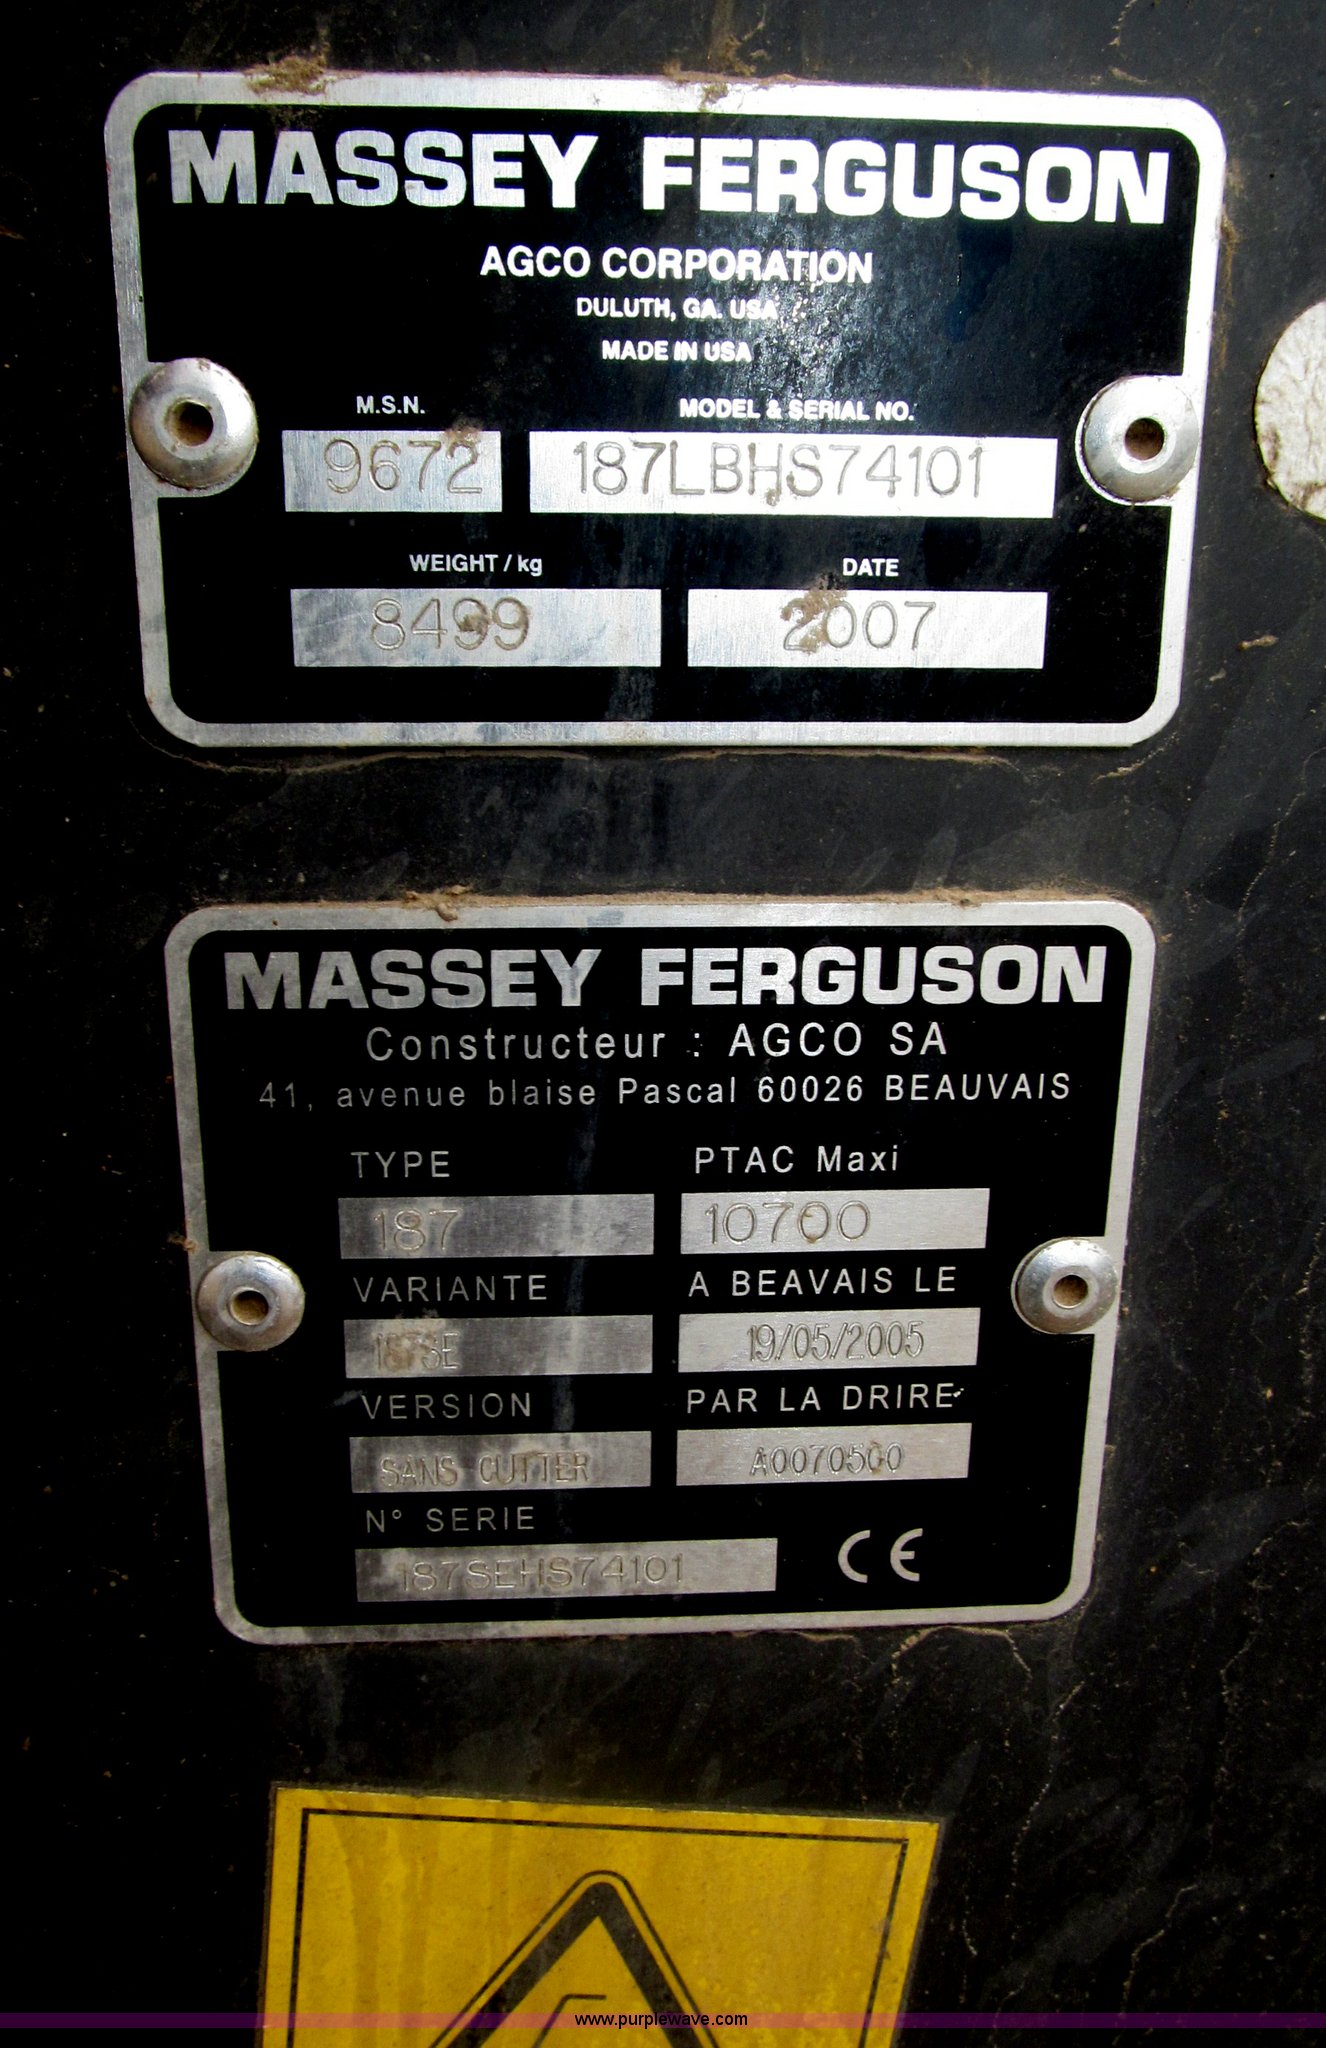 MASSEY FERGUSON
AGCO CORPORATION
DULUTH, GA. USA
MADE IN USA
M.S.N. MODEL & SERIAL NO.
9672 187LBHS74101
WEIGHT / kg DATE
8499 2007
MASSEY FERGUSON
Constructeur : AGCO SA
41, avenue blaise Pascal 60026 BEAUVAIS
TYPE PTAC Maxi
187 10700
VARIANTE A BEAVAIS LE
187SE 19/05/2005
VERSION PAR LA DRIRE
SANS CUTTER A0070500
N° SERIE
187SEHS74101 CE
www.purplewave.com